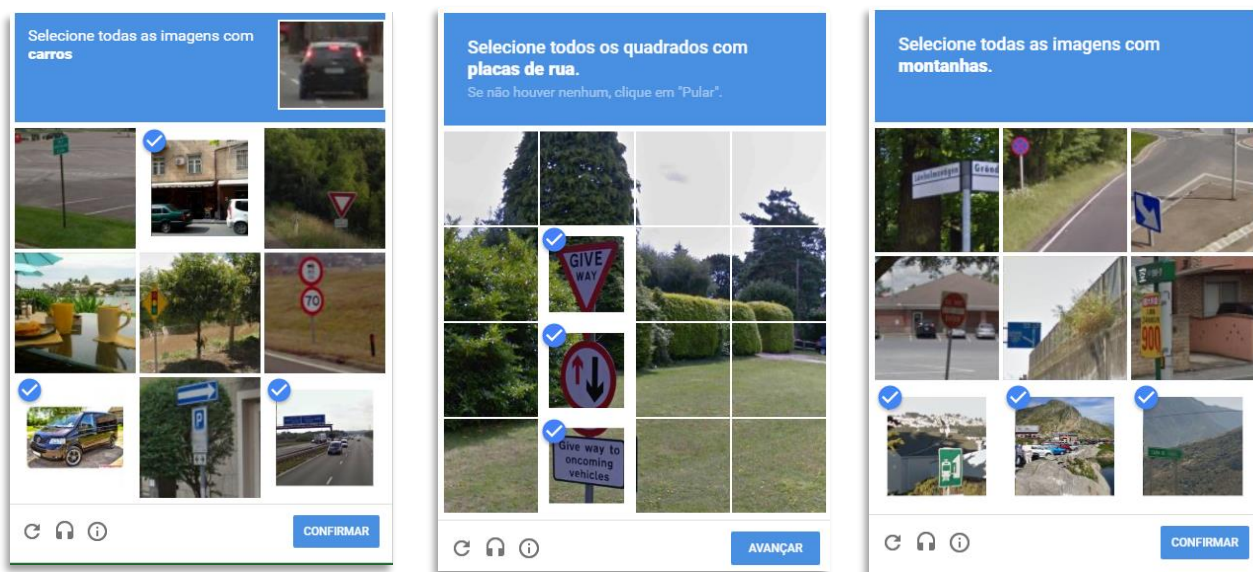 Selecione todas as imagens com
carros
CONFIRMAR
Selecione todos os quadrados com
placas de rua.
Se não houver nenhum, clique em "Pular".
GIVE
WAY
Give way to
oncoming
vehicles
AVANÇAR
Selecione todas as imagens com
montanhas.
900
CONFIRMAR
70
P